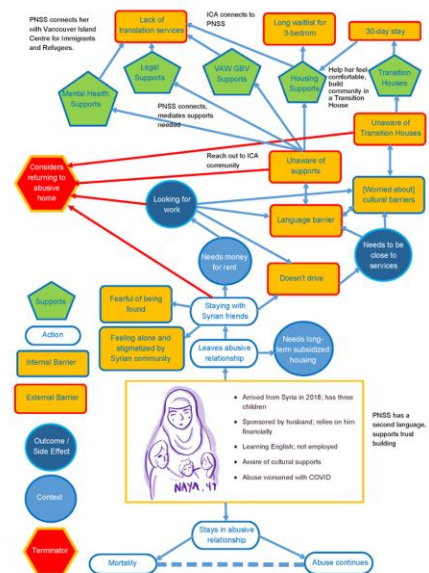 PNSS connects her
with Vancouver Island
Centre for Immigrants
and Refugees.
Lack of
translation services
ICA connects to
PNSS
Long waitlist for
3-bedroom
30-day stay
Mental Health
Supports
Legal
Supports
VAW GBV
Supports
Housing
Supports
Help her feel
comfortable,
build
community in
a Transition
House
Transition
Houses
PNSS connects,
mediates supports
needed
Unaware of
Transition Houses
Considers
returning to
abusive
home
Reach out to ICA
community
Unaware of
supports
Looking for
work
[Worried about]
cultural barriers
Language barrier
Needs to be
close to
services
Needs money
for rent
Doesn't drive
Supports
Action
Internal Barrier
External Barrier
Outcome /
Side Effect
Context
Terminator
Fearful of being
found
Staying with
Syrian friends
Feeling alone and
stigmatized by
Syrian community
Leaves abusive
relationship
Needs long-
term subsidized
housing
• Arrived from Syria in 2018; has three
children
• Sponsored by husband; relies on him
financially
• Learning English; not employed
• Aware of cultural supports
• Abuse worsened with COVID
NAYA, 47
PNSS has a
second language,
supports trust
building
Stays in abusive
relationship
Mortality
Abuse continues